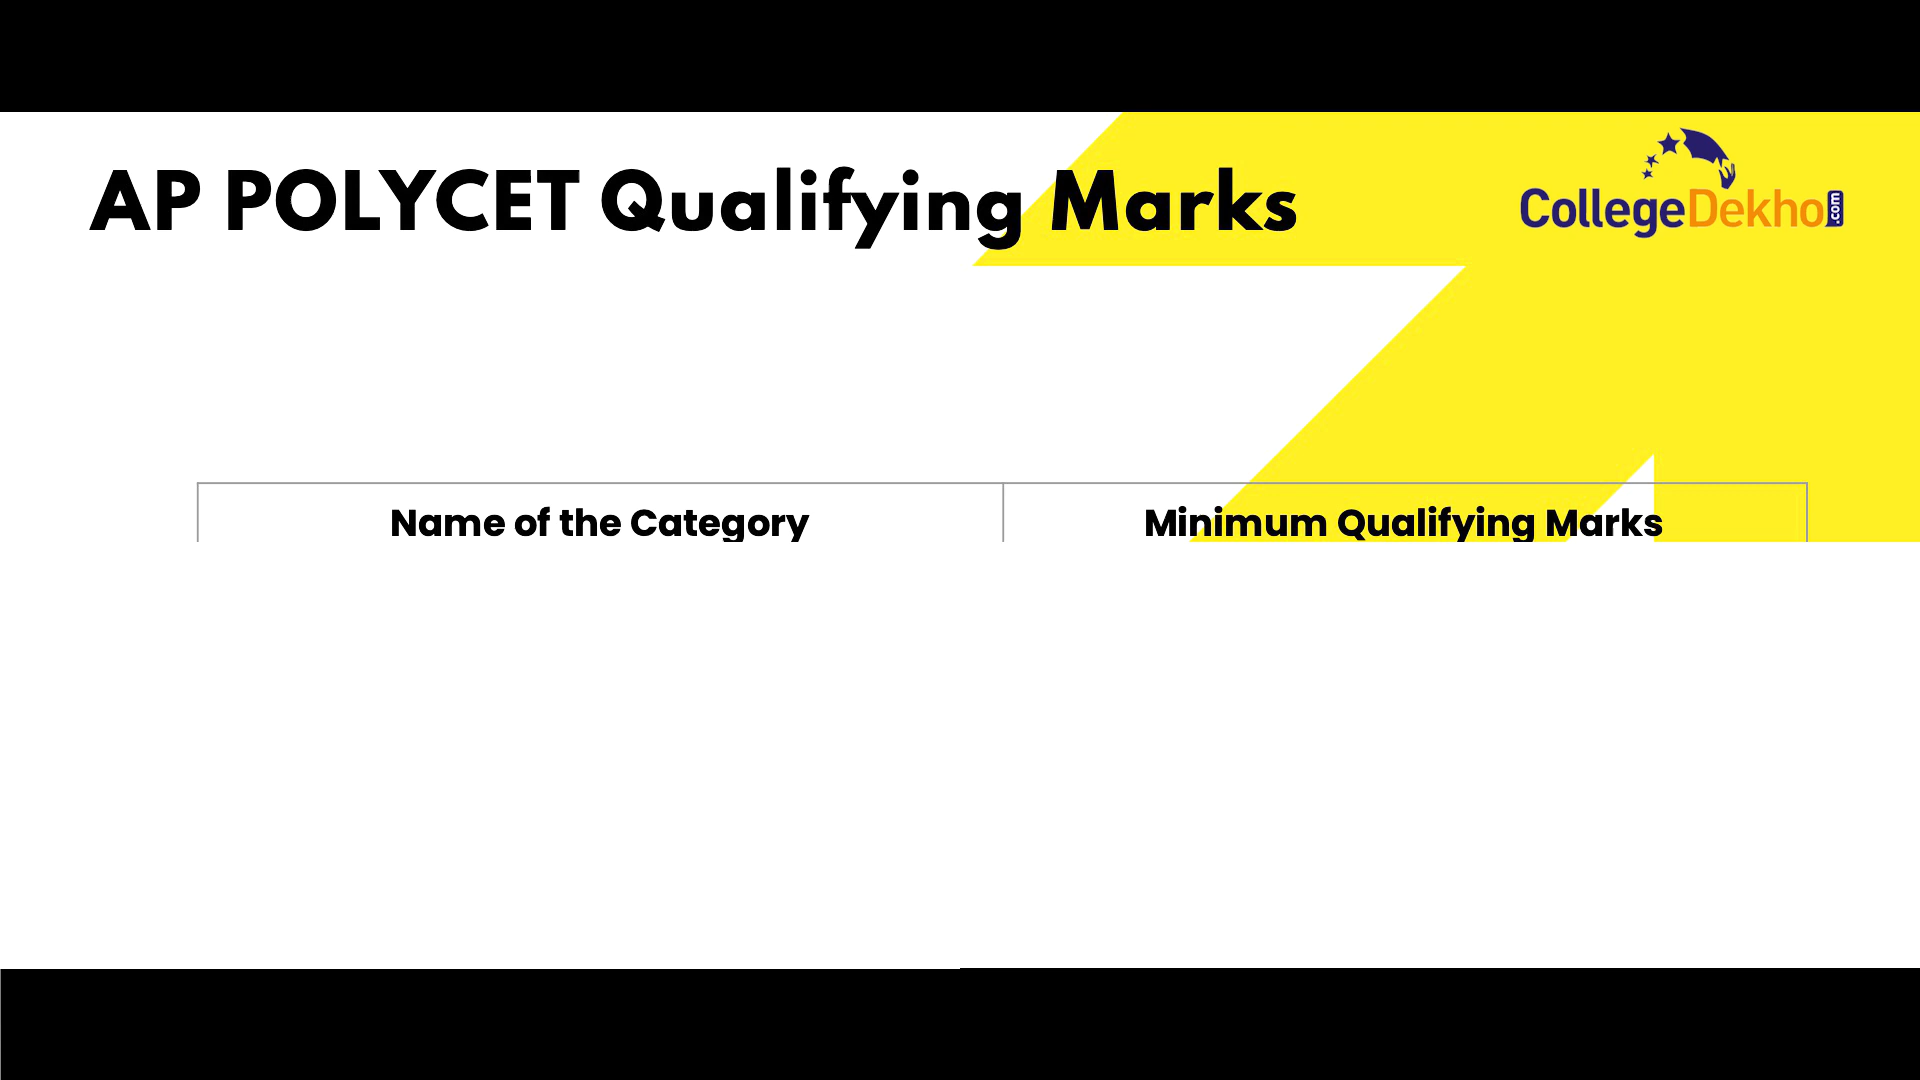 AP POLYCET Qualifying Marks
CollegeDekho.com
Name of the Category
Minimum Qualifying Marks